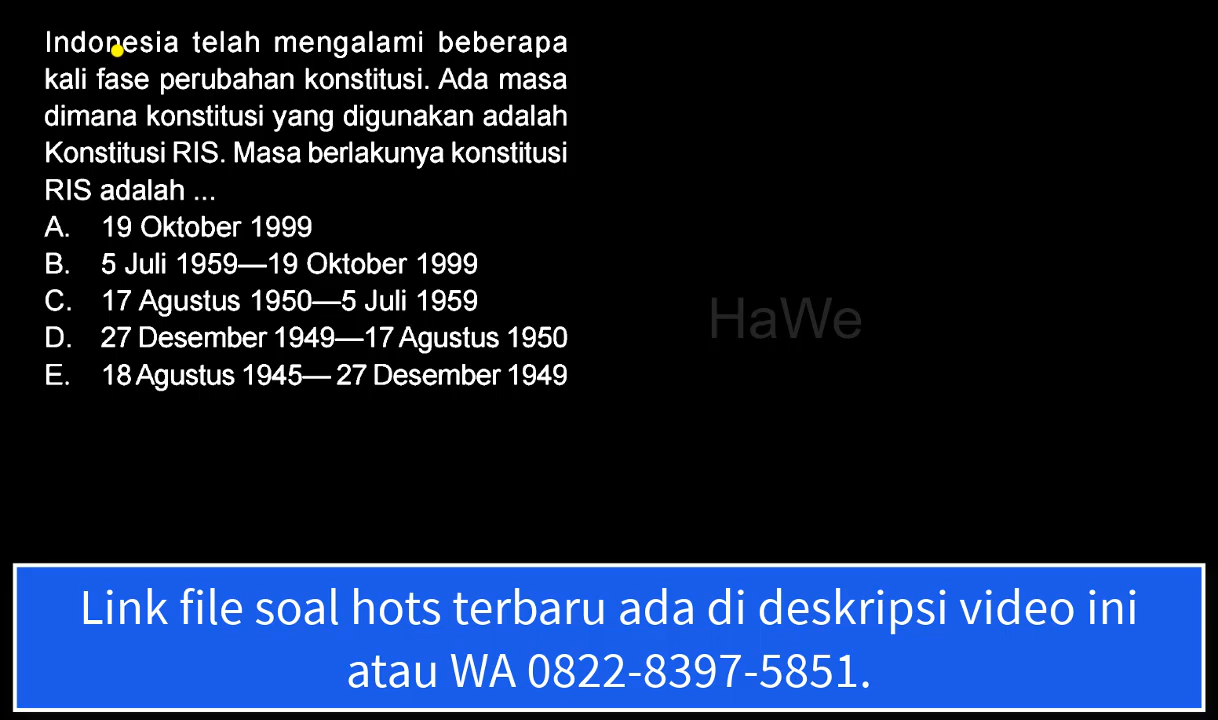 Indonesia telah mengalami beberapa
kali fase perubahan konstitusi. Ada masa
dimana konstitusi yang digunakan adalah
Konstitusi RIS. Masa berlakunya konstitusi
RIS adalah ...
A. 19 Oktober 1999
B. 5 Juli 1959—19 Oktober 1999
C. 17 Agustus 1950—5 Juli 1959
D. 27 Desember 1949—17 Agustus 1950
E. 18 Agustus 1945— 27 Desember 1949
HaWe
Link file soal hots terbaru ada di deskripsi video ini
atau WA 0822-8397-5851.